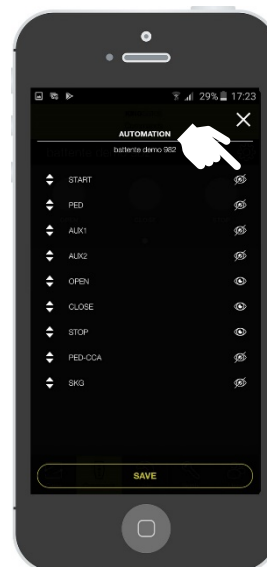 29% 17:23
AUTOMATION
battente demo 982
START
PED
AUX1
AUX2
OPEN
CLOSE
STOP
PED-CCA
SKG
SAVE